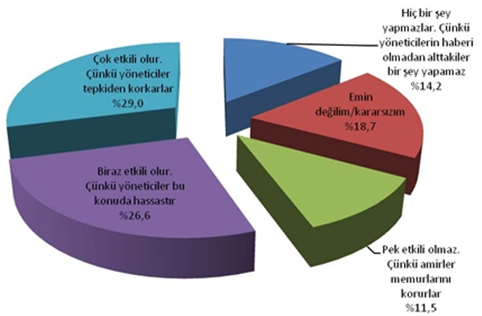 Hiç bir şey
yapmazlar. Çünkü
yöneticilerin haberi
olmadan alttakiler
bir şey yapamaz
%14,2
Emin
değilim/kararsızım
%18,7
Pek etkili olmaz.
Çünkü amirler
memurlarını
korurlar
%11,5
Biraz etkili olur.
Çünkü yöneticiler bu
konuda hassastır
%26,6
Çok etkili olur.
Çünkü yöneticiler
tepkiden korkarlar
%29,0